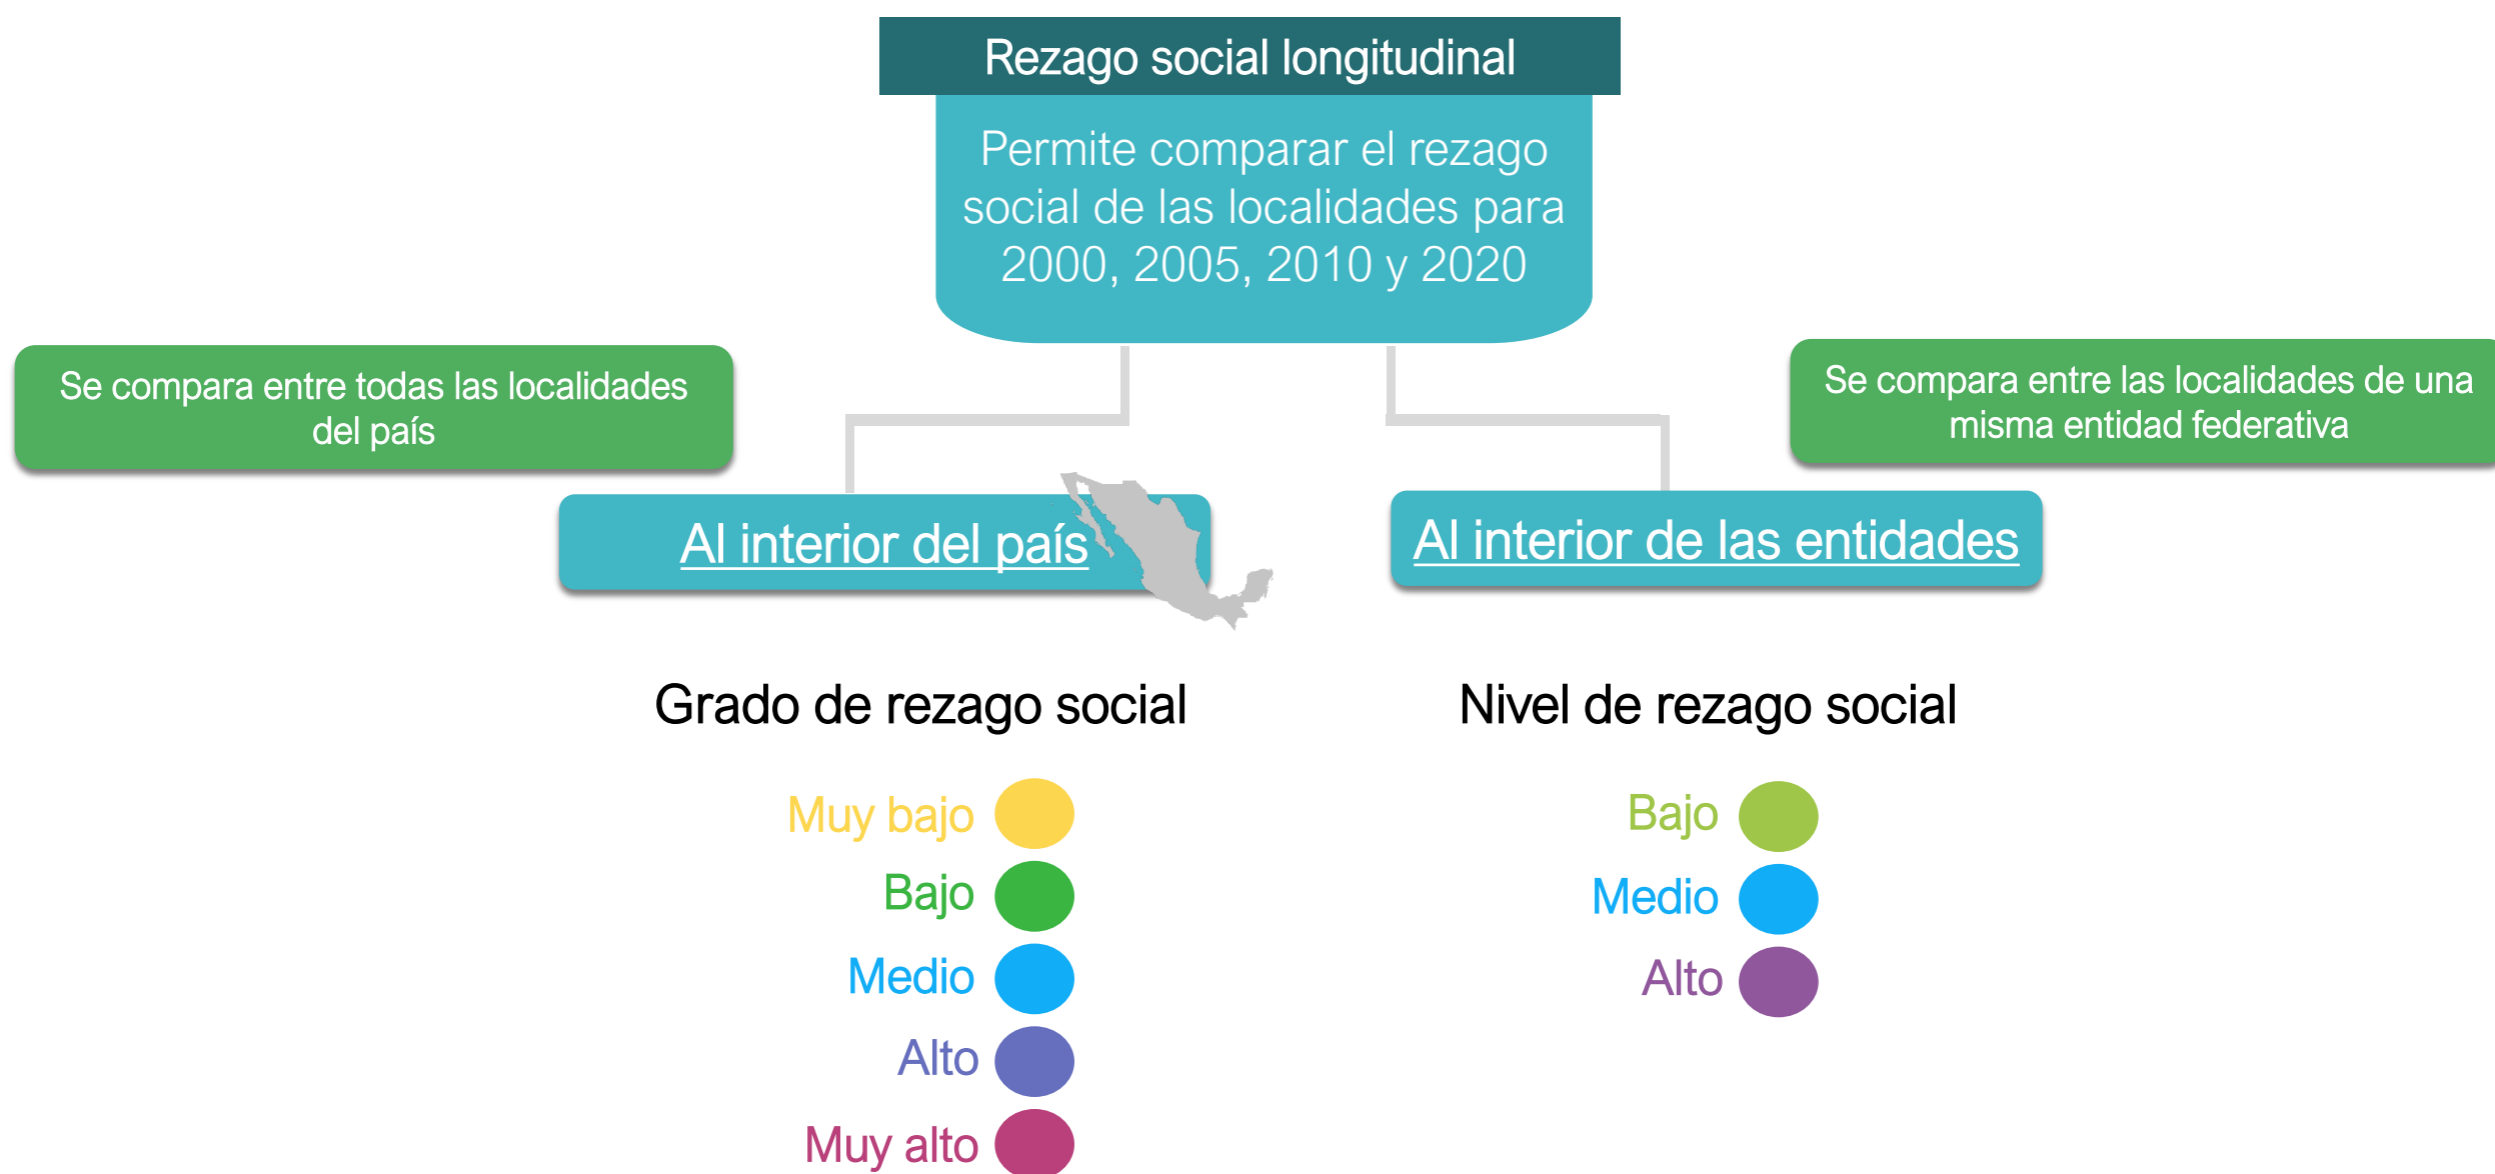 Rezago social longitudinal
Permite comparar el rezago
social de las localidades para
2000, 2005, 2010 y 2020
Se compara entre todas las localidades
del país
Se compara entre las localidades de una
misma entidad federativa
Al interior del país
Al interior de las entidades
Grado de rezago social
Muy bajo
Bajo
Medio
Alto
Muy alto
Nivel de rezago social
Bajo
Medio
Alto